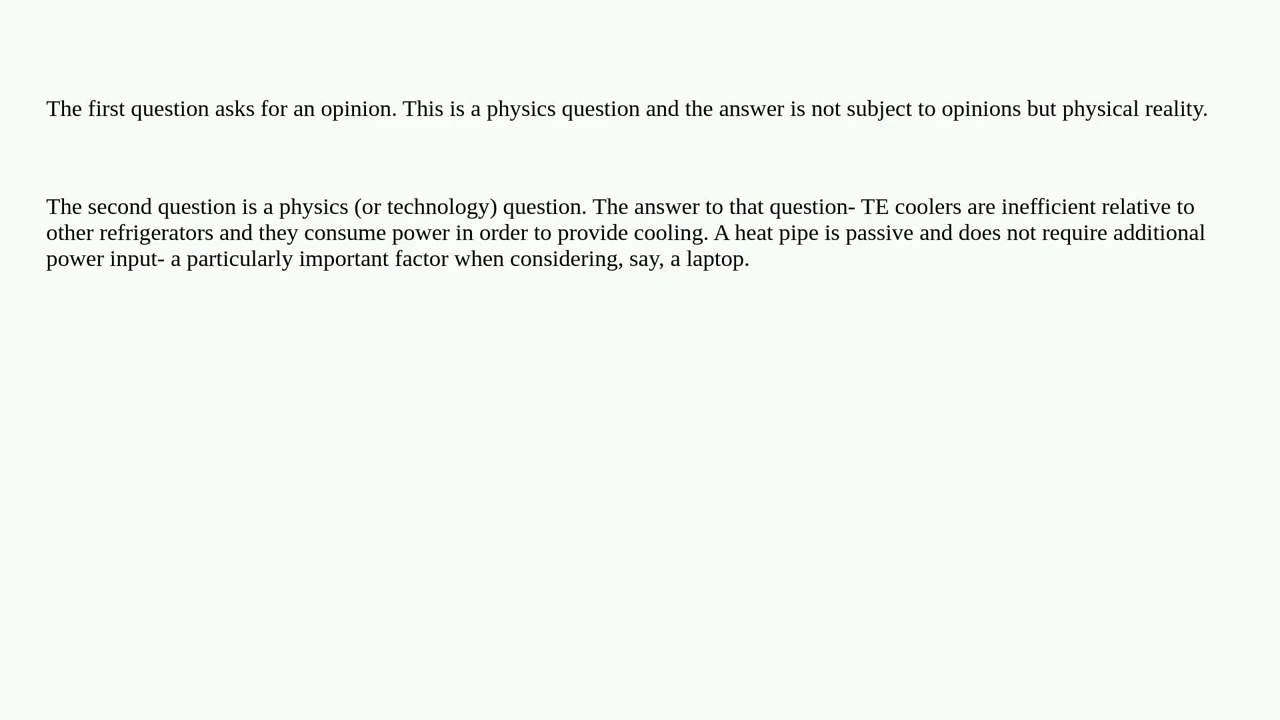 The first question asks for an opinion. This is a physics question and the answer is not subject to opinions but physical reality.
The second question is a physics (or technology) question. The answer to that question- TE coolers are inefficient relative to
other refrigerators and they consume power in order to provide cooling. A heat pipe is passive and does not require additional
power input- a particularly important factor when considering, say, a laptop.